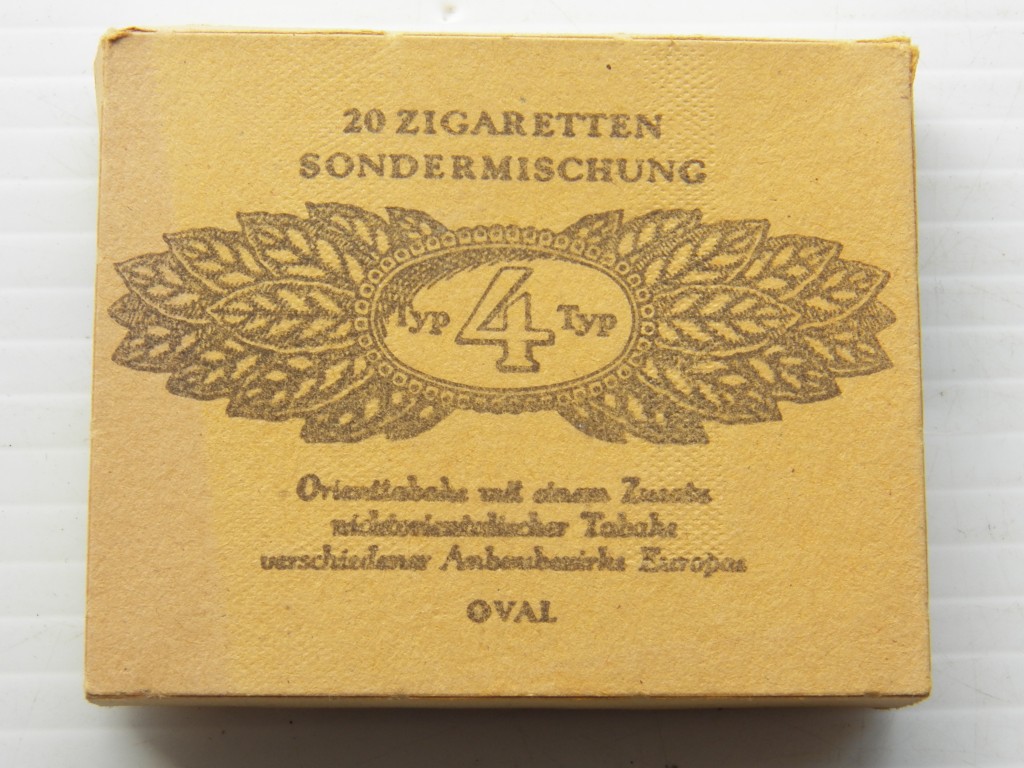 20 ZIGARETTEN
SONDERMISCHUNG
Typ 4 Typ
Orienttabake mit einem Zusatz
nichtorientalischer Tabake
verschiedener Anbaubezirke Europas
OVAL